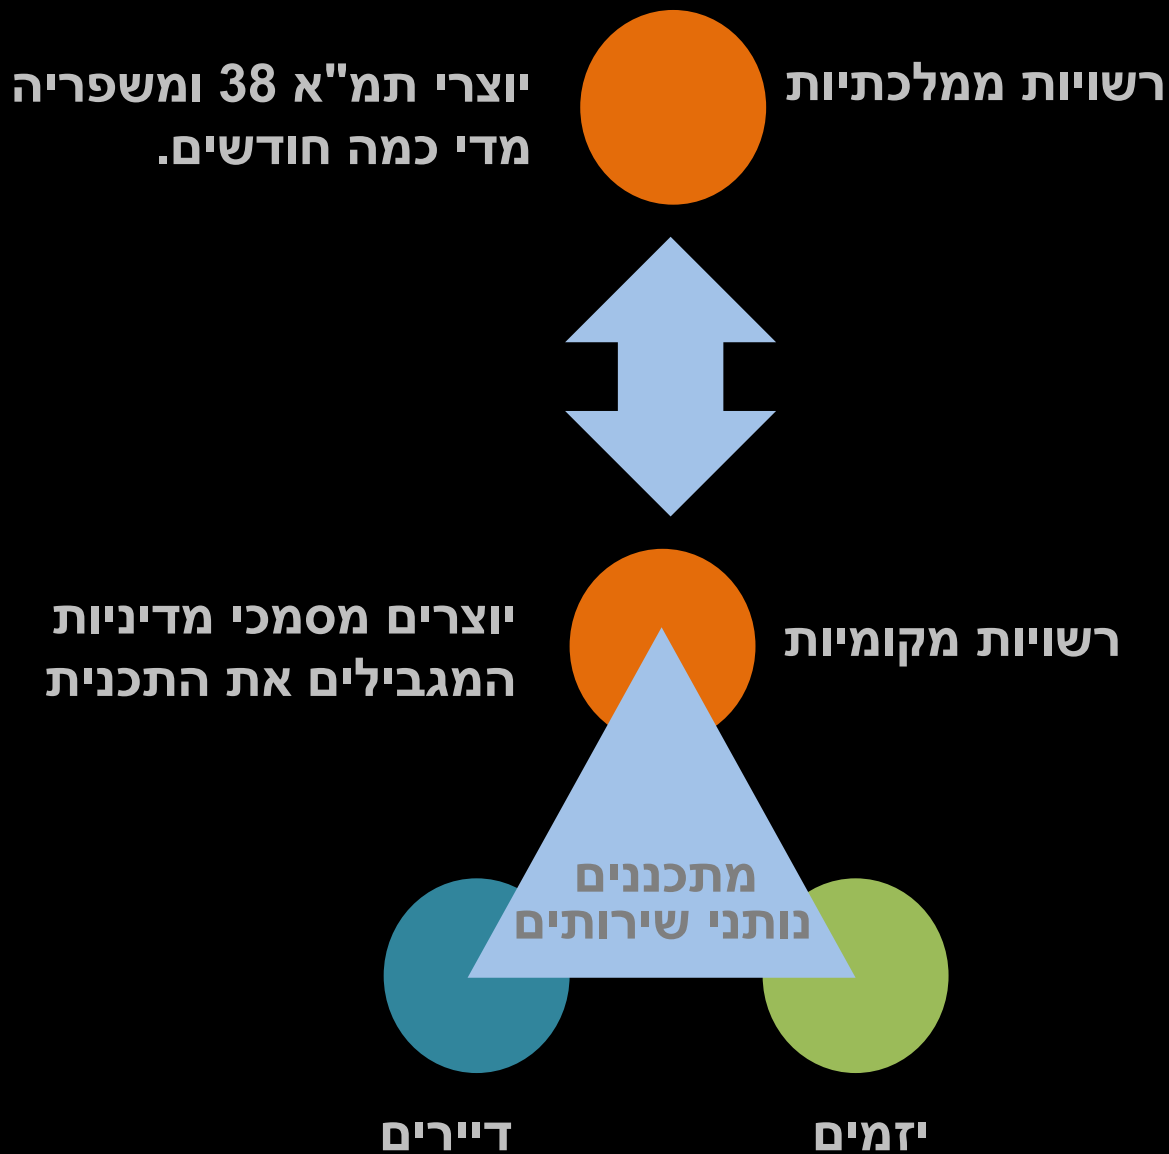 רשויות ממלכתיות
יוצרי תמ"א 38 ומשפריה
מדי כמה חודשים.
רשויות מקומיות
יוצרים מסמכי מדיניות
המגבילים את התכנית
מתכננים
נותני שירותים
יזמים
דיירים